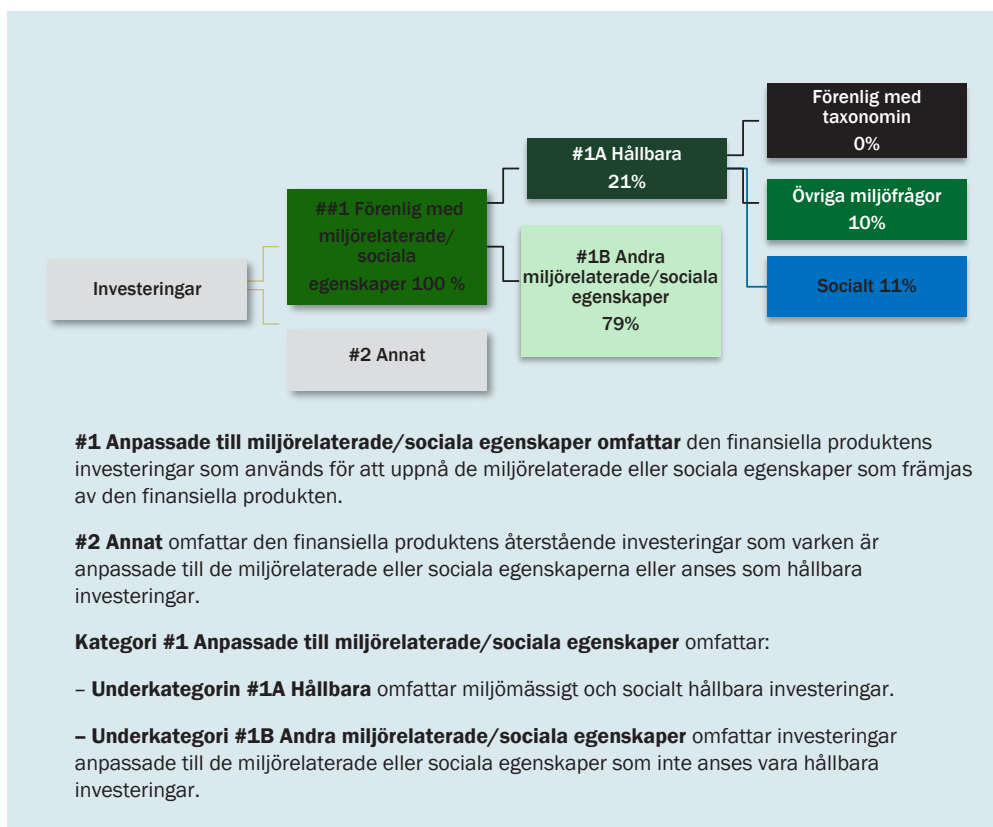 Investeringar
##1 Förenlig med
miljörelaterade/
sociala
egenskaper 100 %
#2 Annat
#1A Hållbara
21%
#1B Andra
miljörelaterade/sociala
egenskaper
79%
Förenlig med
taxonomin
0%
Övriga miljöfrågor
10%
Socialt 11%
#1 Anpassade till miljörelaterade/sociala egenskaper omfattar den finansiella produktens
investeringar som används för att uppnå de miljörelaterade eller sociala egenskaper som främjas
av den finansiella produkten.
#2 Annat omfattar den finansiella produktens återstående investeringar som varken är
anpassade till de miljörelaterade eller sociala egenskaperna eller anses som hållbara
investeringar.
Kategori #1 Anpassade till miljörelaterade/sociala egenskaper omfattar:
– Underkategorin #1A Hållbara omfattar miljömässigt och socialt hållbara investeringar.
– Underkategori #1B Andra miljörelaterade/sociala egenskaper omfattar investeringar
anpassade till de miljörelaterade eller sociala egenskaper som inte anses vara hållbara
investeringar.